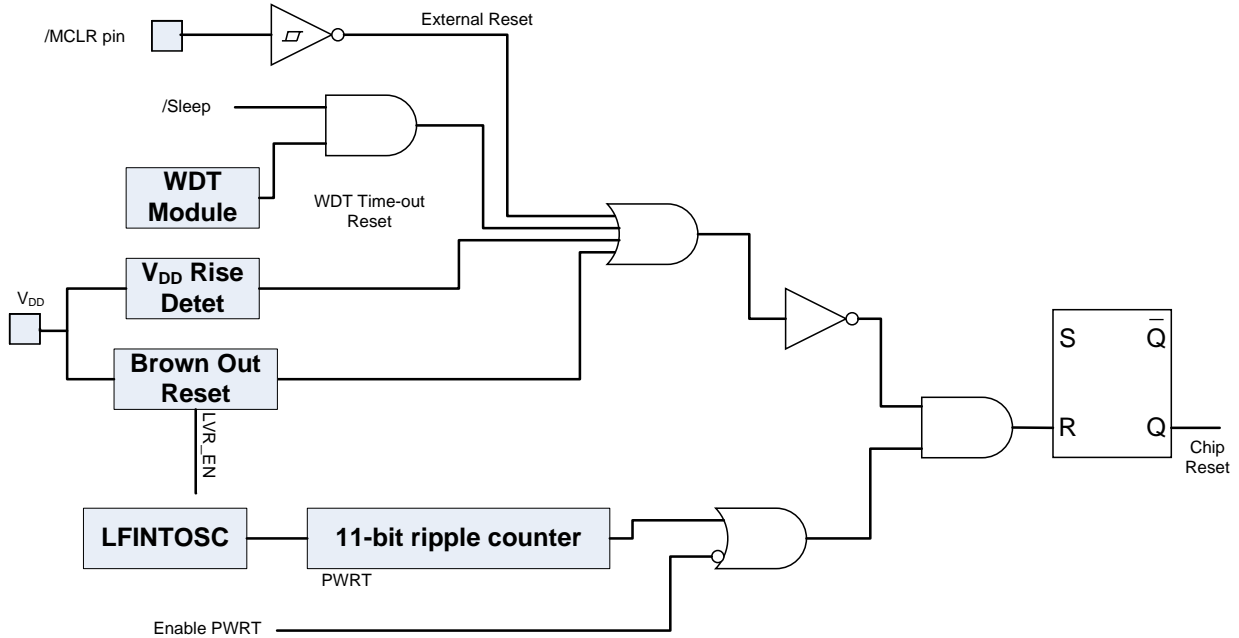 External Reset
/MCLR pin
/Sleep
WDT
Module
WDT Time-out
Reset
VDD Rise
Detet
VDD
Brown Out
Reset
LVR_EN
S
Q
R
Q
Chip
Reset
LFINTOSC
11-bit ripple counter
PWRT
Enable PWRT